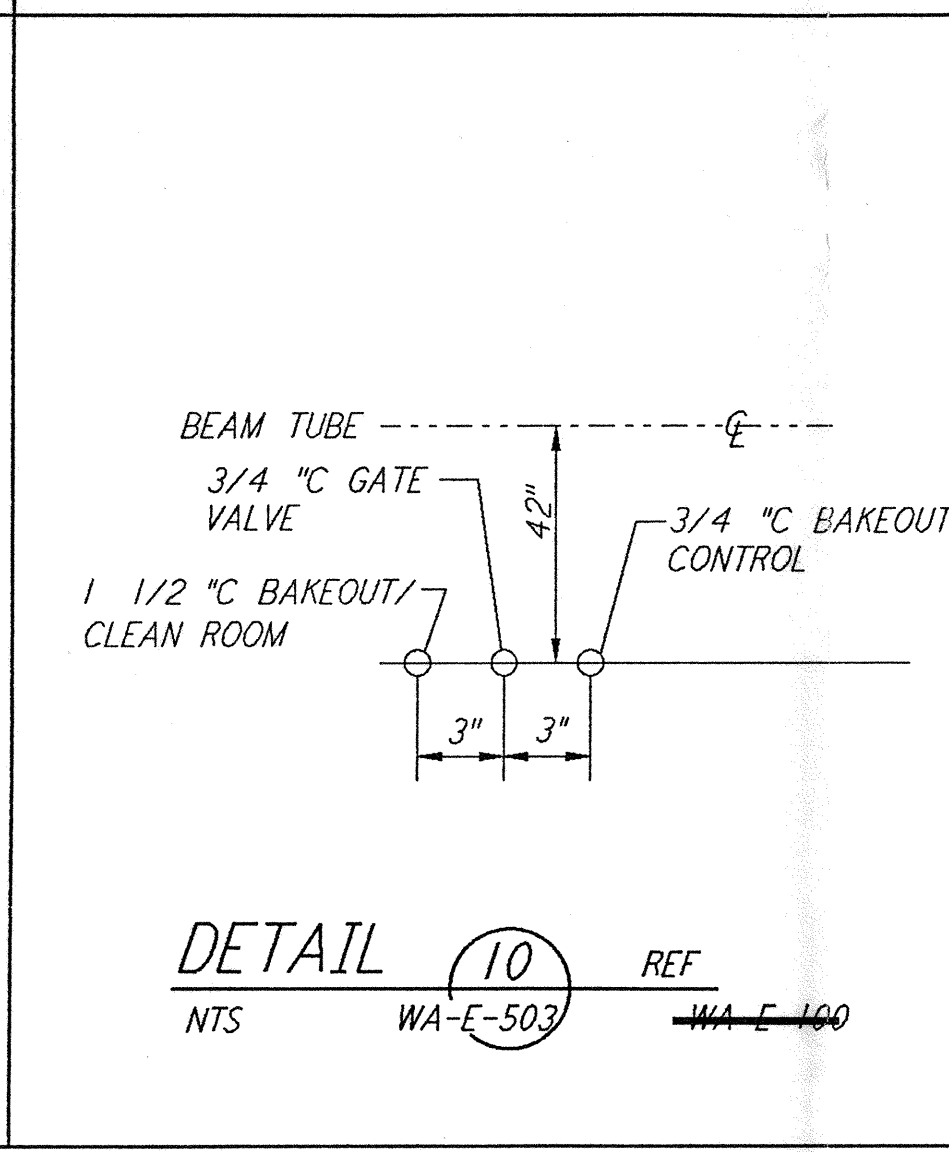 BEAM TUBE
℄
3/4 "C GATE
VALVE
42"
3/4 "C BAKEOUT
CONTROL
1 1/2 "C BAKEOUT/
CLEAN ROOM
3" 3"
DETAIL 10 REF
NTS WA-E-503 WA-E-100